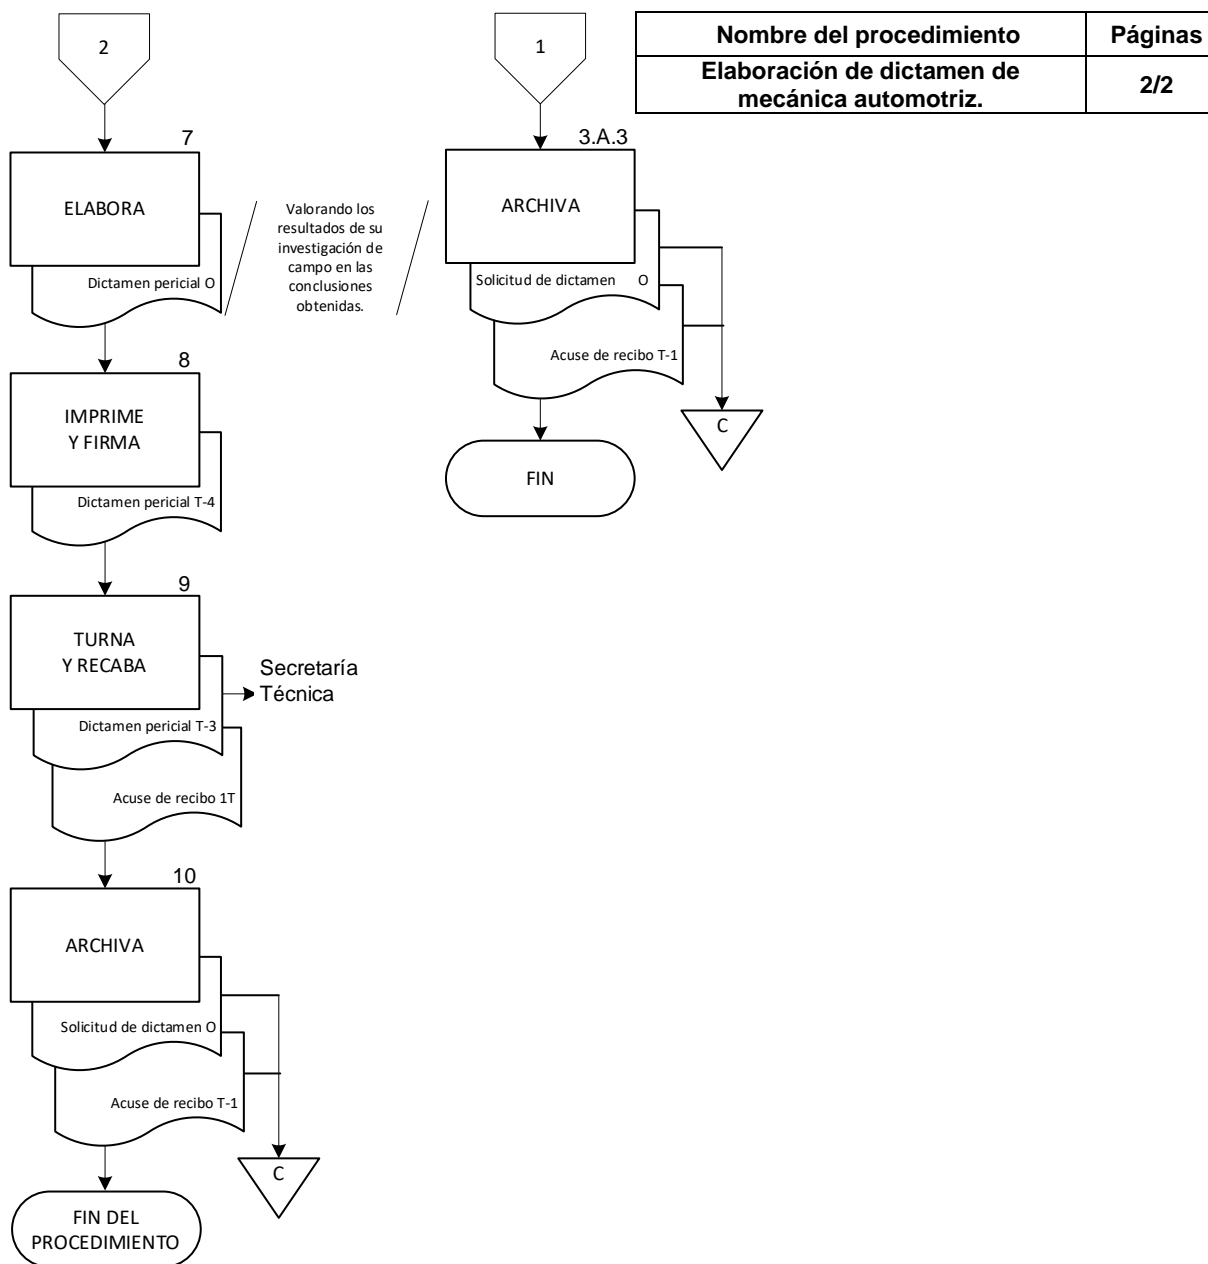 Nombre del procedimiento
Páginas
Elaboración de dictamen de
mecánica automotriz.
2/2
2
7
ELABORA
Dictamen pericial O
Valorando los
resultados de su
investigación de
campo en las
conclusiones
obtenidas.
8
IMPRIME
Y FIRMA
Dictamen pericial T-4
9
TURNA
Y RECABA
Secretaría
Técnica
Dictamen pericial T-3
Acuse de recibo 1T
10
ARCHIVA
Solicitud de dictamen O
Acuse de recibo T-1
C
FIN DEL
PROCEDIMIENTO
1
3.A.3
ARCHIVA
Solicitud de dictamen O
Acuse de recibo T-1
C
FIN